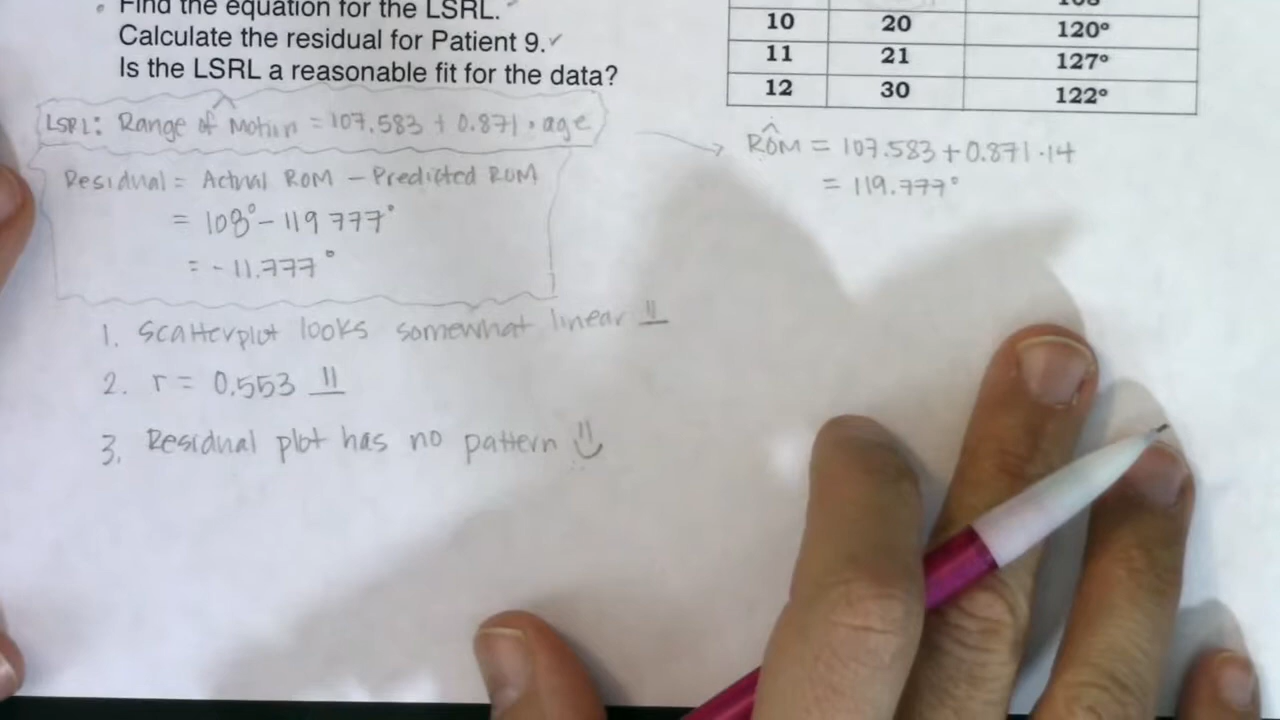 Find the equation for the LSRL.
Calculate the residual for Patient 9. ✓
Is the LSRL a reasonable fit for the data?
108
10 20 120°
11 21 127°
12 30 122°
LSRL: Range of Motion = 107.583 + 0.871 · age
Residual = Actual ROM - Predicted ROM
= 108° - 119 777°
= -11.777°
ROM = 107.583 + 0.871 · 14
= 119.777°
1. Scatterplot looks somewhat linear
2. r = 0.553
3. Residual plot has no pattern